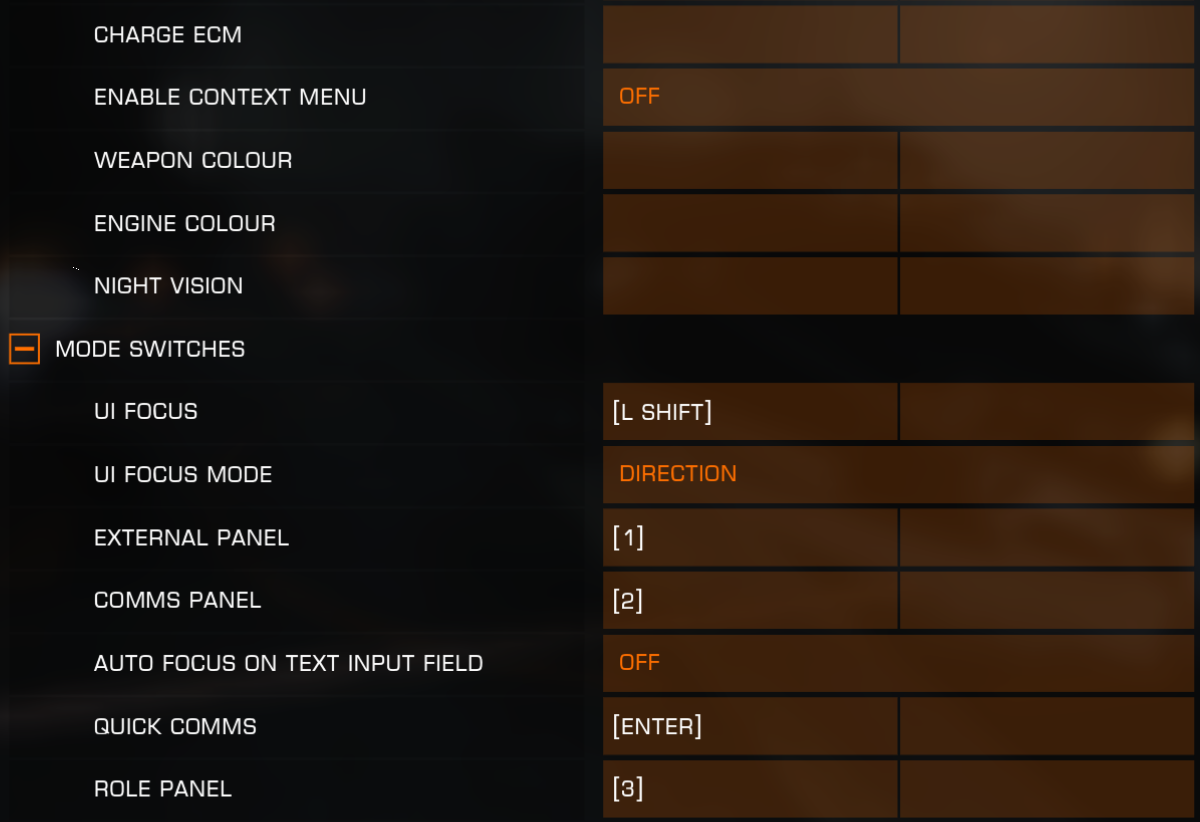 CHARGE ECM
ENABLE CONTEXT MENU OFF
WEAPON COLOUR
ENGINE COLOUR
NIGHT VISION
MODE SWITCHES
UI FOCUS [L SHIFT]
UI FOCUS MODE DIRECTION
EXTERNAL PANEL [1]
COMMS PANEL [2]
AUTO FOCUS ON TEXT INPUT FIELD OFF
QUICK COMMS [ENTER]
ROLE PANEL [3]